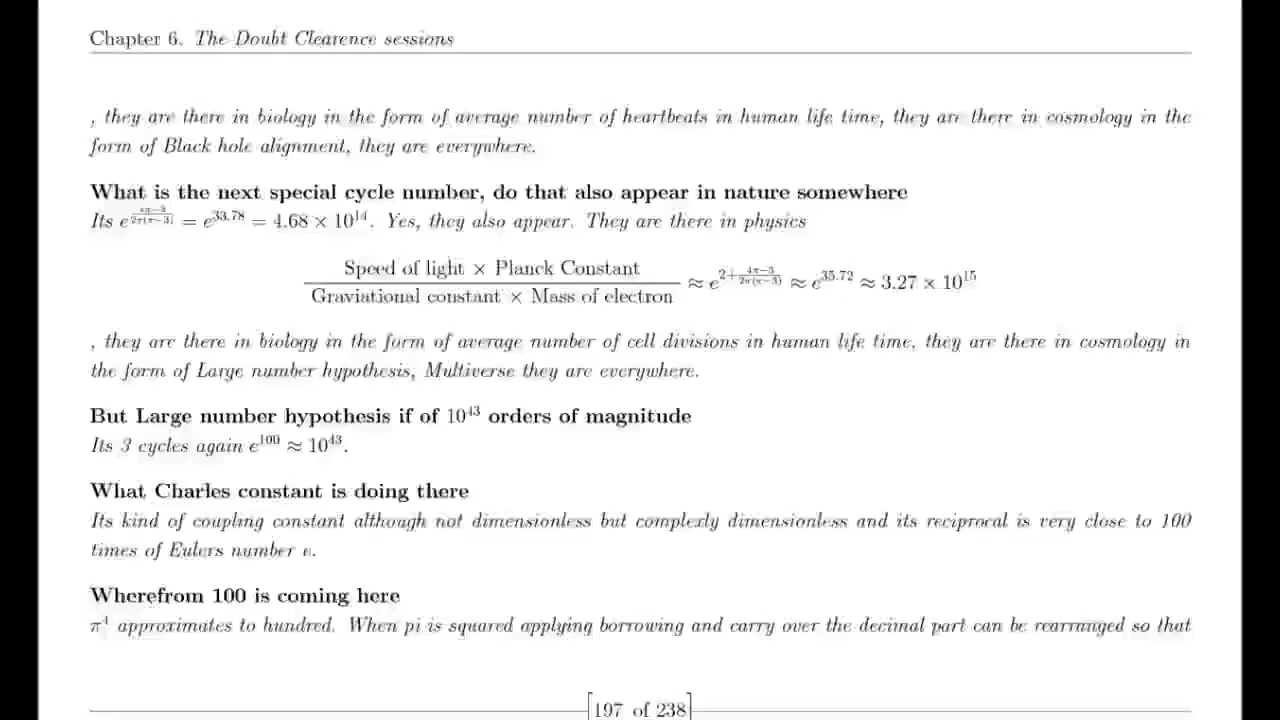 Chapter 6. The Doubt Clearence sessions
, they are there in biology in the form of average number of heartbeats in human life time, they are there in cosmology in the
form of Black hole alignment, they are everywhere.
What is the next special cycle number, do that also appear in nature somewhere
Its e^{\frac{π−3}{2π(π−3)}} = e^{33.78} = 4.68 × 10^{14}. Yes, they also appear. They are there in physics
Speed of light × Planck Constant
Graviational constant × Mass of electron ≈ e^{2+\frac{4π−3}{2π(π−3)}} ≈ e^{35.72} ≈ 3.27 × 10^{15}
, they are there in biology in the form of average number of cell divisions in human life time, they are there in cosmology in
the form of Large number hypothesis, Multiverse they are everywhere.
But Large number hypothesis if of 10^{43} orders of magnitude
Its 3 cycles again e^{100} ≈ 10^{43}.
What Charles constant is doing there
Its kind of coupling constant although not dimensionless but complexly dimensionless and its reciprocal is very close to 100
times of Eulers number e.
Wherefrom 100 is coming here
π^4 approximates to hundred. When pi is squared applying borrowing and carry over the decimal part can be rearranged so that
[197 of 238]